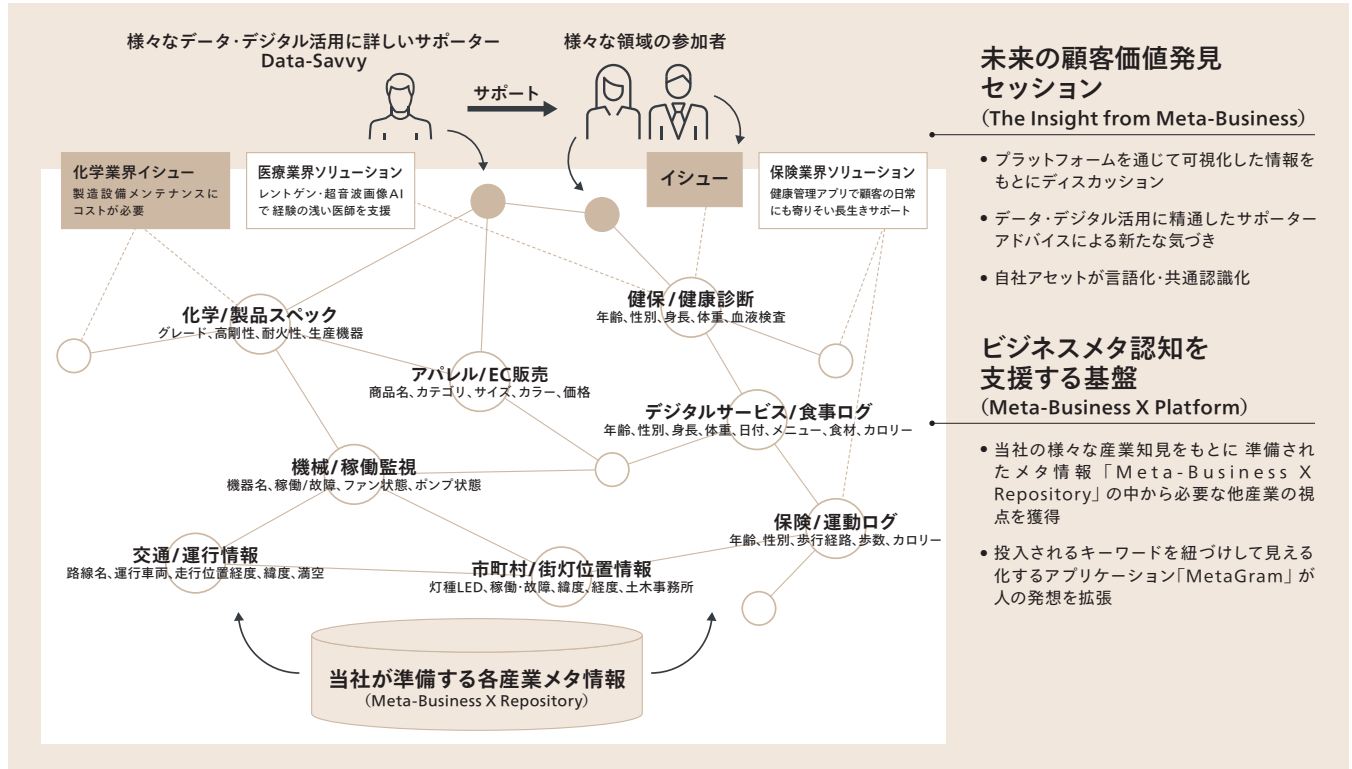 様々なデータ・デジタル活用に詳しいサポーター
Data-Savvy
様々な領域の参加者
サポート
化学業界イシュー
製造設備メンテナンスに
コストが必要
医療業界ソリューション
レントゲン・超音波画像AI
で 経験の浅い医師を支援
イシュー
保険業界ソリューション
健康管理アプリで顧客の日常
にも寄りそい長生きサポート
化学/製品スペック
グレード、高剛性、耐火性、生産機器
健保/健康診断
年齢、性別、身長、体重、血液検査
アパレル/EC販売
商品名、カテゴリ、サイズ、カラー、価格
デジタルサービス/食事ログ
年齢、性別、身長、体重、日付、メニュー、食材、カロリー
機械/稼働監視
機器名、稼働/故障、ファン状態、ポンプ状態
保険/運動ログ
年齢、性別、歩行経路、歩数、カロリー
交通/運行情報
路線名、運行車両、走行位置経度、緯度、満空
市町村/街灯位置情報
灯種LED、稼働・故障、緯度、経度、土木事務所
当社が準備する各産業メタ情報
(Meta-Business X Repository)
未来の顧客価値発見
セッション
(The Insight from Meta-Business)
• プラットフォームを通じて可視化した情報を
もとにディスカッション
• データ・デジタル活用に精通したサポーター
アドバイスによる新たな気づき
• 自社アセットが言語化・共通認識化
ビジネスメタ認知を
支援する基盤
(Meta-Business X Platform)
• 当社の様々な産業知見をもとに 準備され
たメタ情報「Meta-Business X
Repository」の中から必要な他産業の視
点を獲得
• 投入されるキーワードを紐づけして見える
化するアプリケーション「MetaGram」が
人の発想を拡張